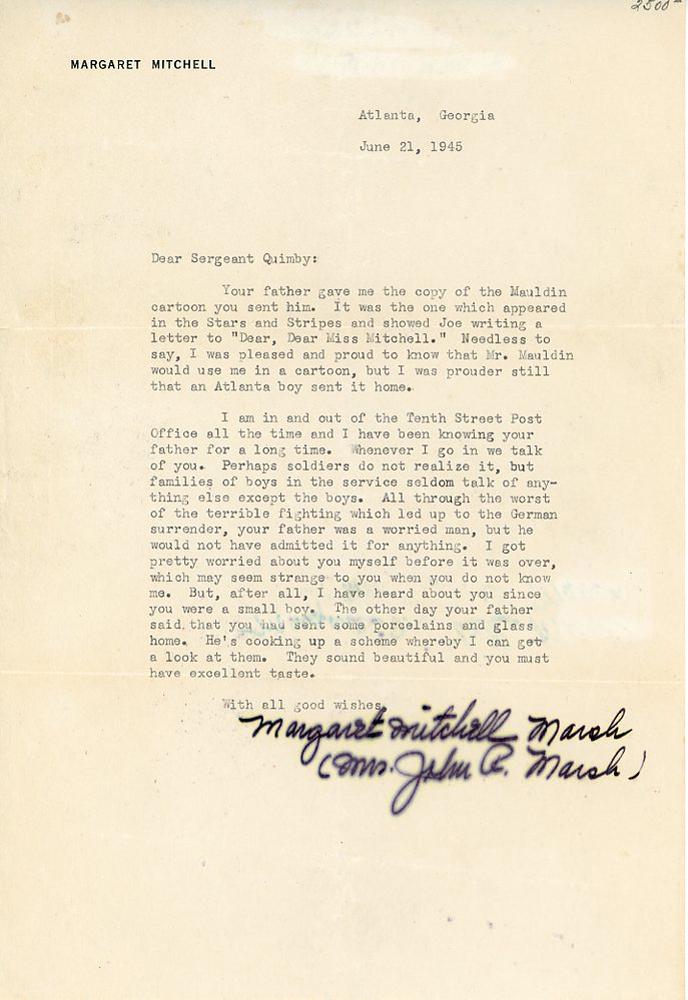 2500-
MARGARET MITCHELL
Atlanta, Georgia
June 21, 1945
Dear Sergeant Quimby:
Your father gave me the copy of the Mauldin
cartoon you sent him. It was the one which appeared
in the Stars and Stripes and showed Joe writing a
letter to "Dear, Dear Miss Mitchell." Needless to
say, I was pleased and proud to know that Mr. Mauldin
would use me in a cartoon, but I was prouder still
that an Atlanta boy sent it home.
I am in and out of the Tenth Street Post
Office all the time and I have been knowing your
father for a long time. Whenever I go in we talk
of you. Perhaps soldiers do not realize it, but
families of boys in the service seldom talk of any-
thing else except the boys. All through the worst
of the terrible fighting which led up to the German
surrender, your father was a worried man, but he
would not have admitted it for anything. I got
pretty worried about you myself before it was over,
which may seem strange to you when you do not know
me. But, after all, I have heard about you since
you were a small boy. The other day your father
said that you had sent some porcelains and glass
home. He's cooking up a scheme whereby I can get
a look at them. They sound beautiful and you must
have excellent taste.
With all good wishes,
Margaret Mitchell Marsh
(Mrs. John R. Marsh)